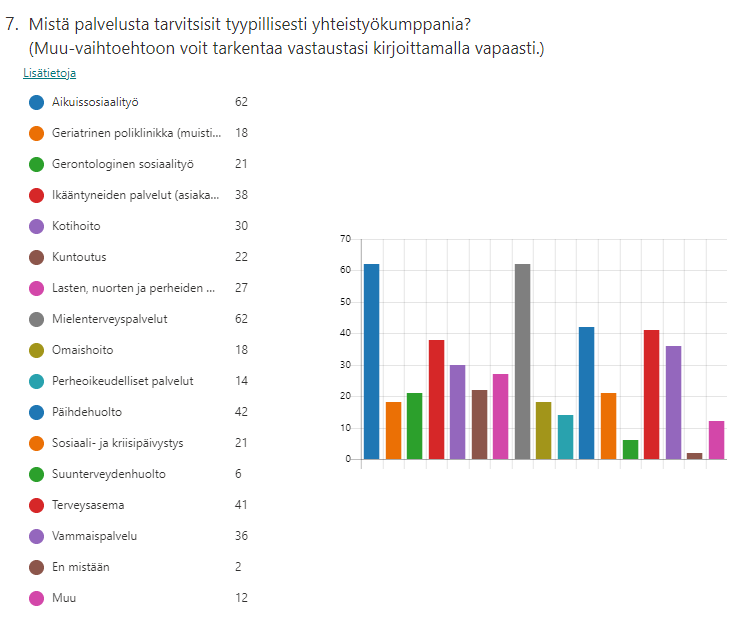 7. Mistä palvelusta tarvitsisit tyypillisesti yhteistyökumppania?
(Muu-vaihtoehtoon voit tarkentaa vastaustasi kirjoittamalla vapaasti.)
Lisätietoja
Aikuissosiaalityö 62
Geriatrinen poliklinikka (muisti... 18
Gerontologinen sosiaalityö 21
Ikääntyneiden palvelut (asiaka... 38
Kotihoito 30
Kuntoutus 22
Lasten, nuorten ja perheiden ... 27
Mielenterveyspalvelut 62
Omaishoito 18
Perheoikeudelliset palvelut 14
Päihdehuolto 42
Sosiaali- ja kriisipäivystys 21
Suunterveydenhuolto 6
Terveysasema 41
Vammaispalvelu 36
En mistään 2
Muu 12
70
60
50
40
30
20
10
0